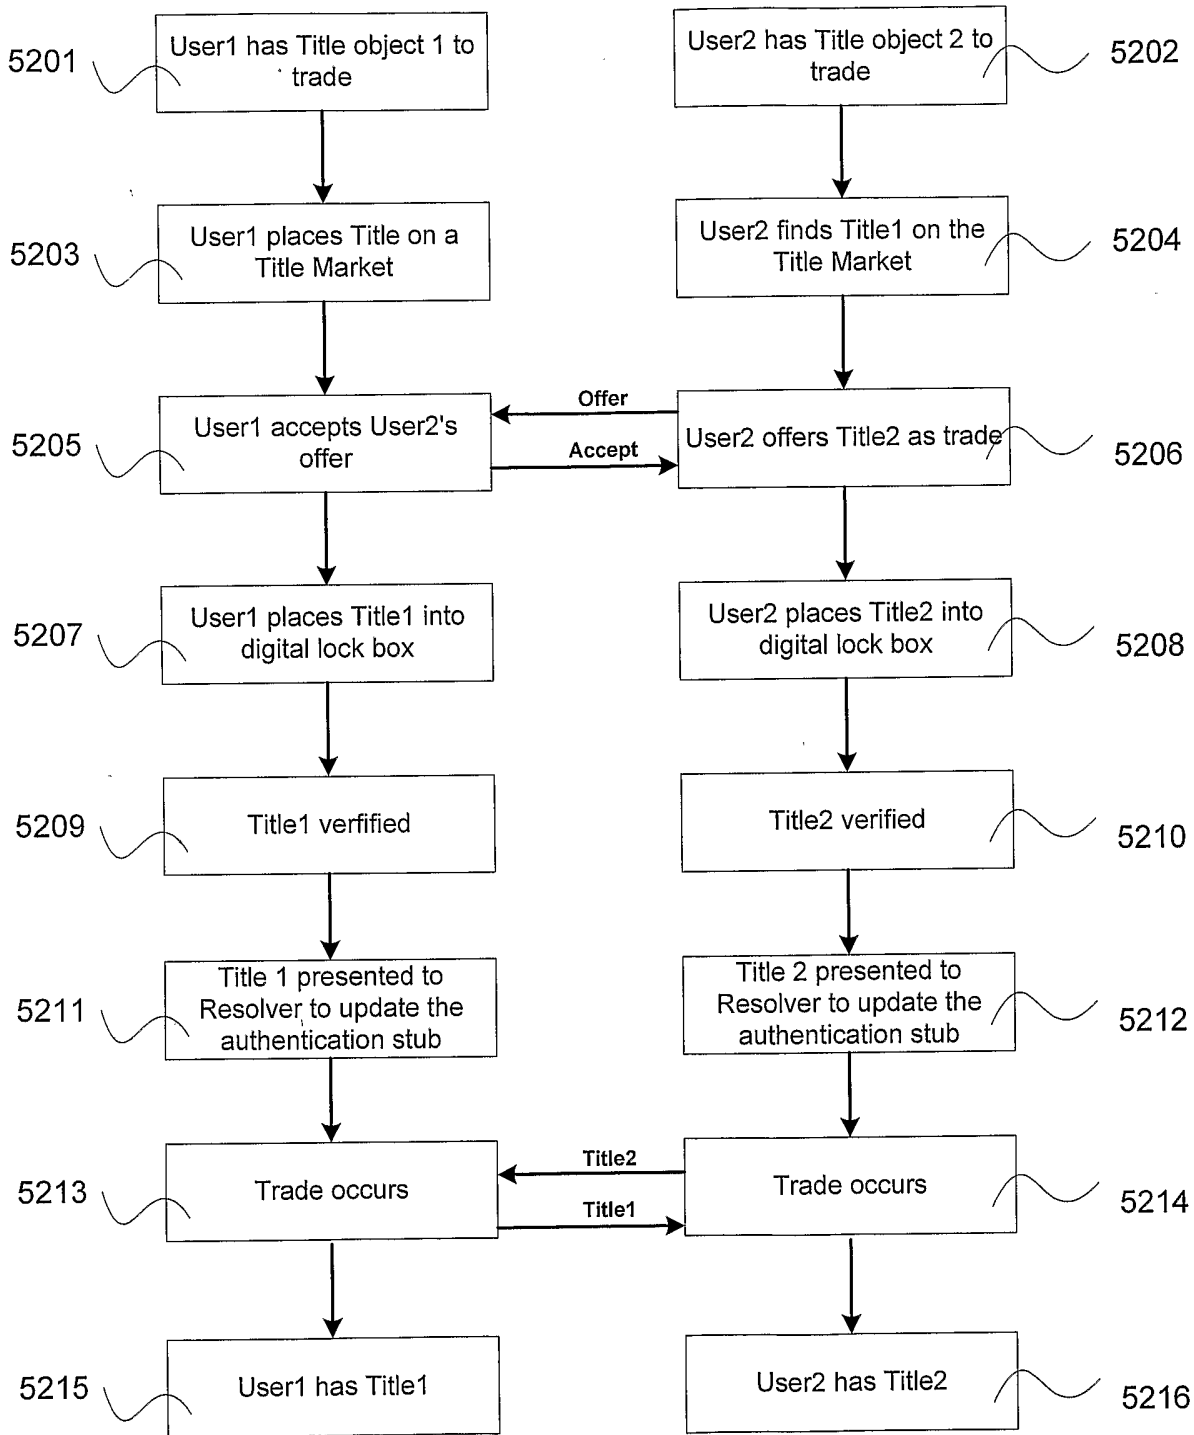 5201
User1 has Title object 1 to
trade
User2 has Title object 2 to
trade
5202
5203
User1 places Title on a
Title Market
User2 finds Title1 on the
Title Market
5204
5205
User1 accepts User2's
offer
Offer
Accept
User2 offers Title2 as trade
5206
5207
User1 places Title1 into
digital lock box
User2 places Title2 into
digital lock box
5208
5209
Title1 verfified
Title2 verified
5210
5211
Title 1 presented to
Resolver to update the
authentication stub
Title 2 presented to
Resolver to update the
authentication stub
5212
5213
Trade occurs
Title2
Title1
Trade occurs
5214
5215
User1 has Title1
User2 has Title2
5216